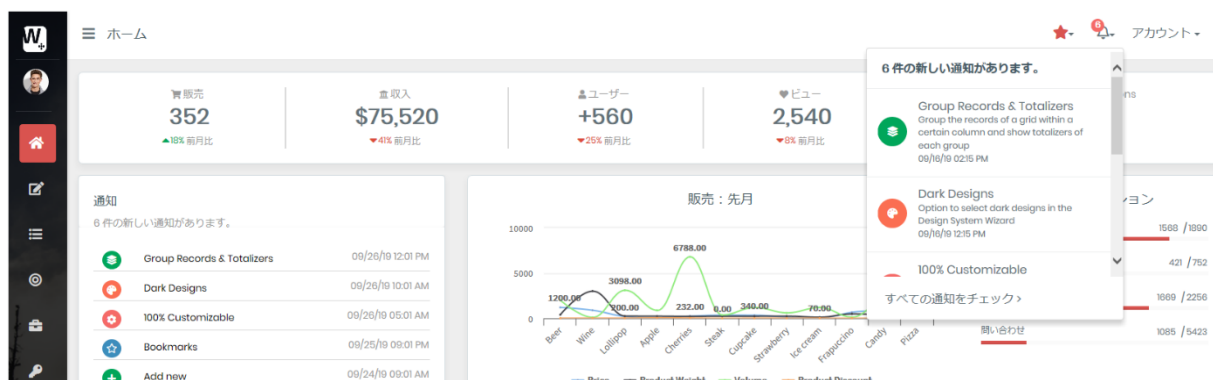 W
ホーム
6
アカウント
販売
352
18% 前月比
収入
$75,520
41% 前月比
ユーザー
+560
25% 前月比
ビュー
2,540
8% 前月比
ns
6 件の新しい通知があります。
Group Records & Totalizers
Group the records of a grid within a
certain column and show totalizers of
each group
09/16/19 02:15 PM
Dark Designs
Option to select dark designs in the
Design System Wizard
09/16/19 12:15 PM
100% Customizable
すべての通知をチェック
通知
6 件の新しい通知があります。
Group Records & Totalizers 09/26/19 12:01 PM
Dark Designs 09/26/19 10:01 AM
100% Customizable 09/26/19 05:01 AM
Bookmarks 09/25/19 09:01 PM
Add new 09/24/19 09:01 AM
販売：先月
10000
5000
0
6788.00
3098.00
1200.00
200.00
232.00
0.00
340.00
70.00
Beer
Wine
Lollipop
Apple
Cherries
Steak
Cupcake
Strawberry
Ice cream
Frapuccino
Candy
Pizza
Price
Product Weight
Volume
Product Discount
ション
1568 /1890
421 /752
1669 /2256
問い合わせ
1085 /5423